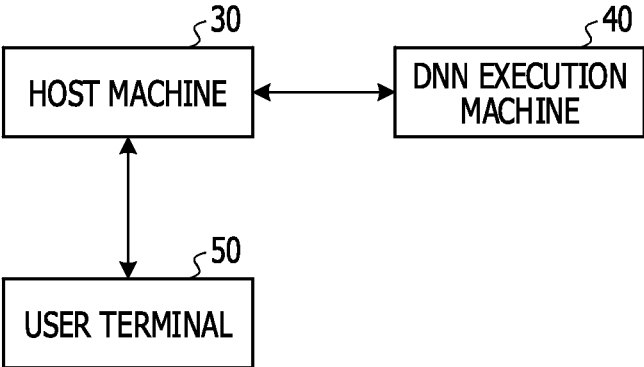 30
40
HOST MACHINE
DNN EXECUTION
MACHINE
50
USER TERMINAL